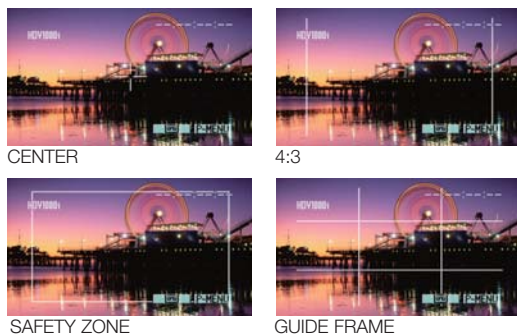 HDV1080i
--:--:--
P-MENU
CENTER
HDV1080i
--:--:--
P-MENU
4:3
HDV1080i
--:--:--
P-MENU
SAFETY ZONE
HDV1080i
--:--:--
P-MENU
GUIDE FRAME